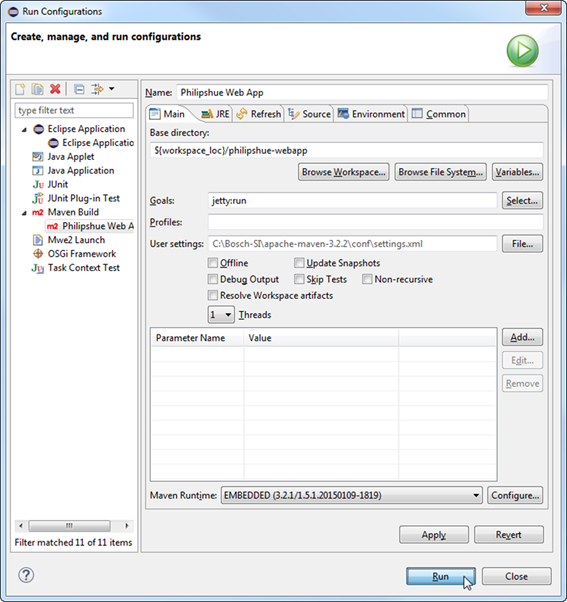 Run Configurations
Create, manage, and run configurations
type filter text
Eclipse Application
Eclipse Applicatio
Java Applet
Java Application
JUnit
JUnit Plug-in Test
Maven Build
Philipshue Web A
Mwe2 Launch
OSGi Framework
Task Context Test
Filter matched 11 of 11 items
Name: Philipshue Web App
Main JRE Refresh Source Environment Common
Base directory:
${workspace_loc}/philipshue-webapp
Browse Workspace... Browse File System... Variables...
Goals: jetty:run Select...
Profiles:
User settings: C:\Bosch-SI\apache-maven-3.2.2\conf\settings.xml File...
Offline Update Snapshots
Debug Output Skip Tests Non-recursive
Resolve Workspace artifacts
1 Threads
Parameter Name Value
Add...
Edit...
Remove
Maven Runtime: EMBEDDED (3.2.1/1.5.1.20150109-1819) Configure...
Apply Revert
? Run Close